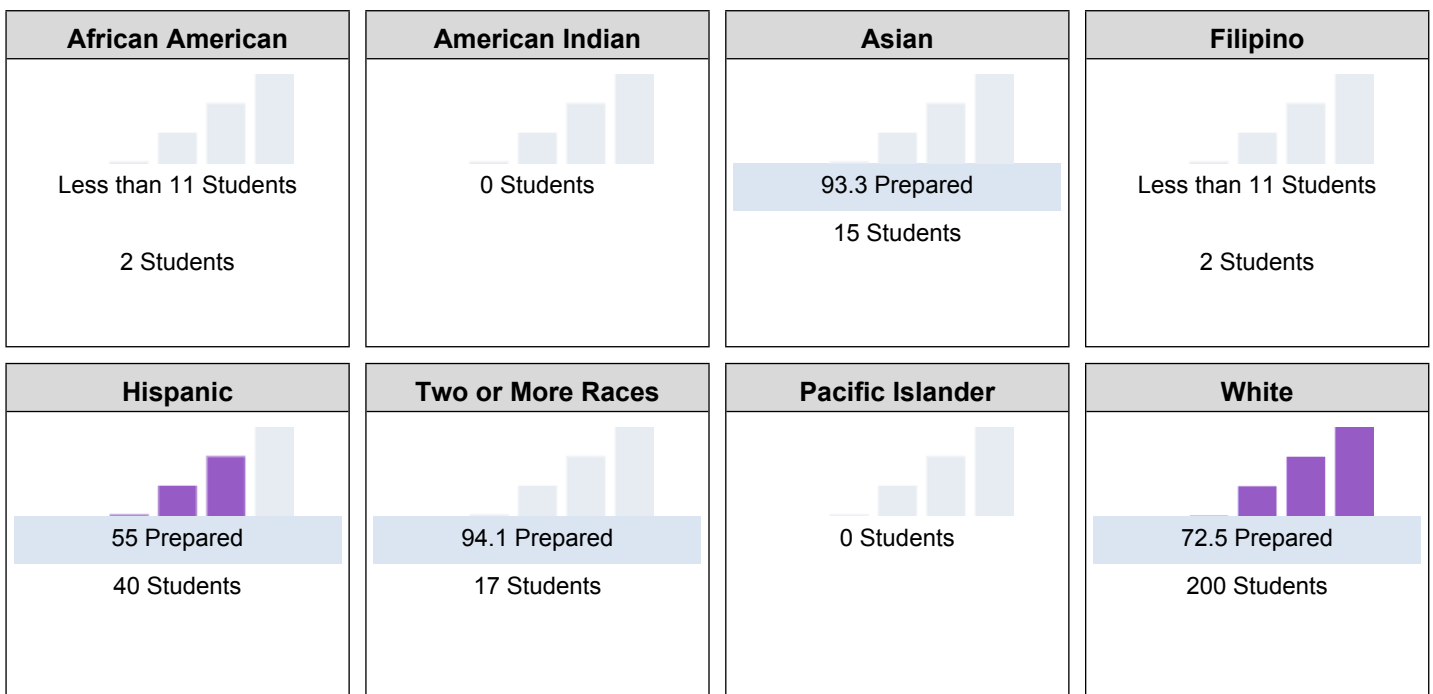 African American
Less than 11 Students
2 Students
American Indian
0 Students
Asian
93.3 Prepared
15 Students
Filipino
Less than 11 Students
2 Students
Hispanic
55 Prepared
40 Students
Two or More Races
94.1 Prepared
17 Students
Pacific Islander
0 Students
White
72.5 Prepared
200 Students